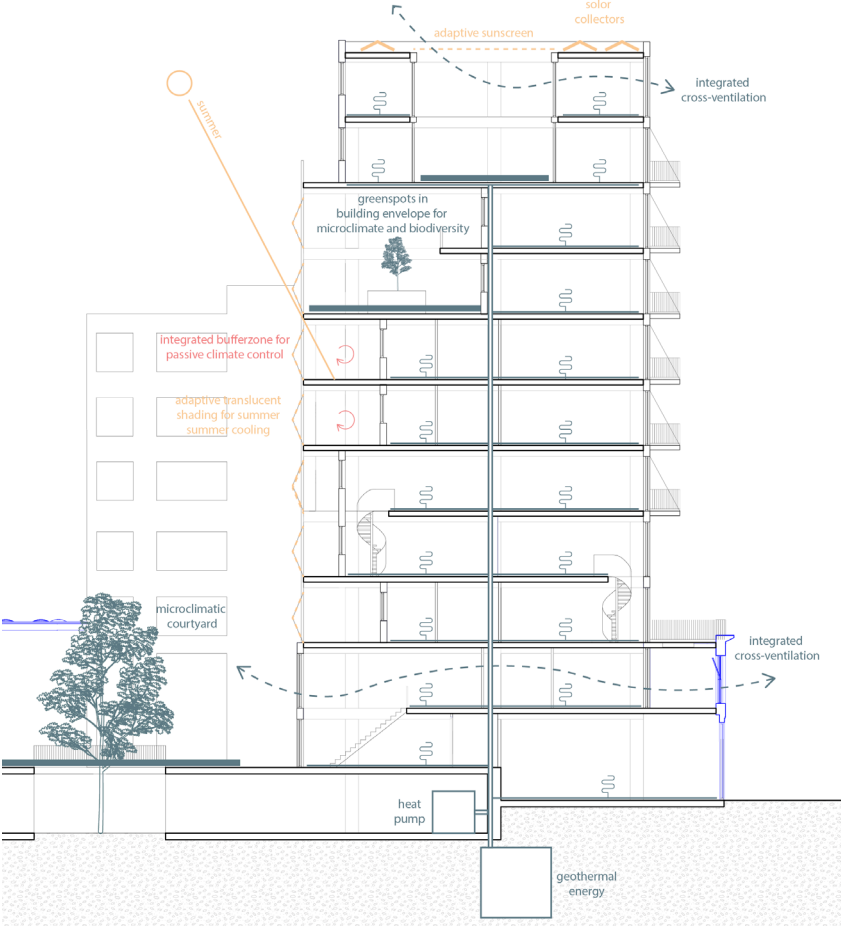 solor
collectors
adaptive sunscreen
integrated
cross-ventilation
summer
greenspots in
building envelope for
microclimate and biodiversity
integrated bufferzone for
passive climate control
adaptive translucent
shading for summer
summer cooling
microclimatic
courtyard
integrated
cross-ventilation
heat
pump
geothermal
energy